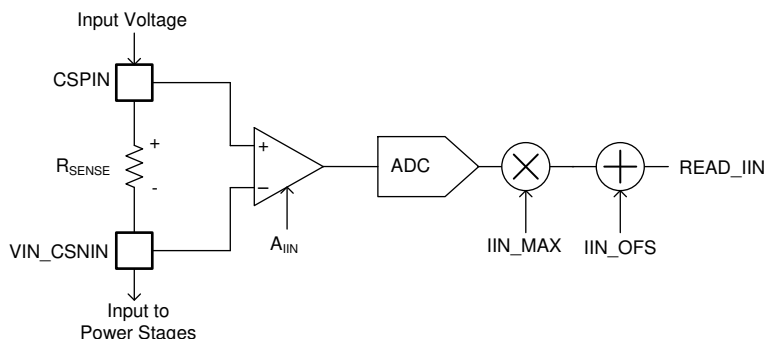 Input Voltage
CSPIN
+
RSENSE
-
VIN_CSNIN
Input to
Power Stages
+
−
AIIN
ADC
IIN_MAX
IIN_OFS
READ_IIN